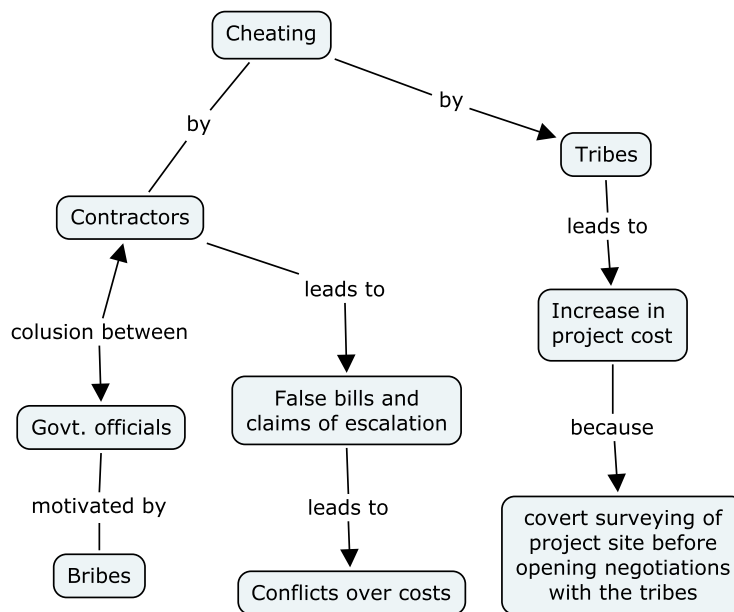 Cheating
by
by
Tribes
Contractors
leads to
leads to
Increase in
project cost
colusion between
False bills and
claims of escalation
Govt. officials
because
motivated by
leads to
covert surveying of
project site before
opening negotiations
with the tribes
Bribes
Conflicts over costs